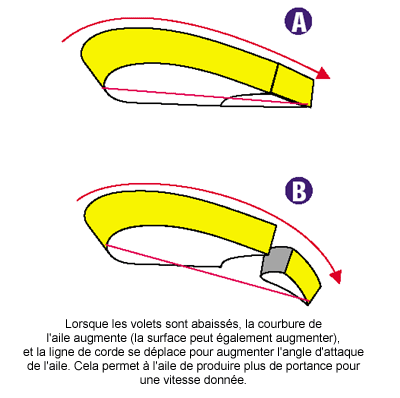 A
B
Lorsque les volets sont abaissés, la courbure de
l'aile augmente (la surface peut également augmenter),
et la ligne de corde se déplace pour augmenter l'angle d'attaque
de l'aile. Cela permet à l'aile de produire plus de portance pour
une vitesse donnée.